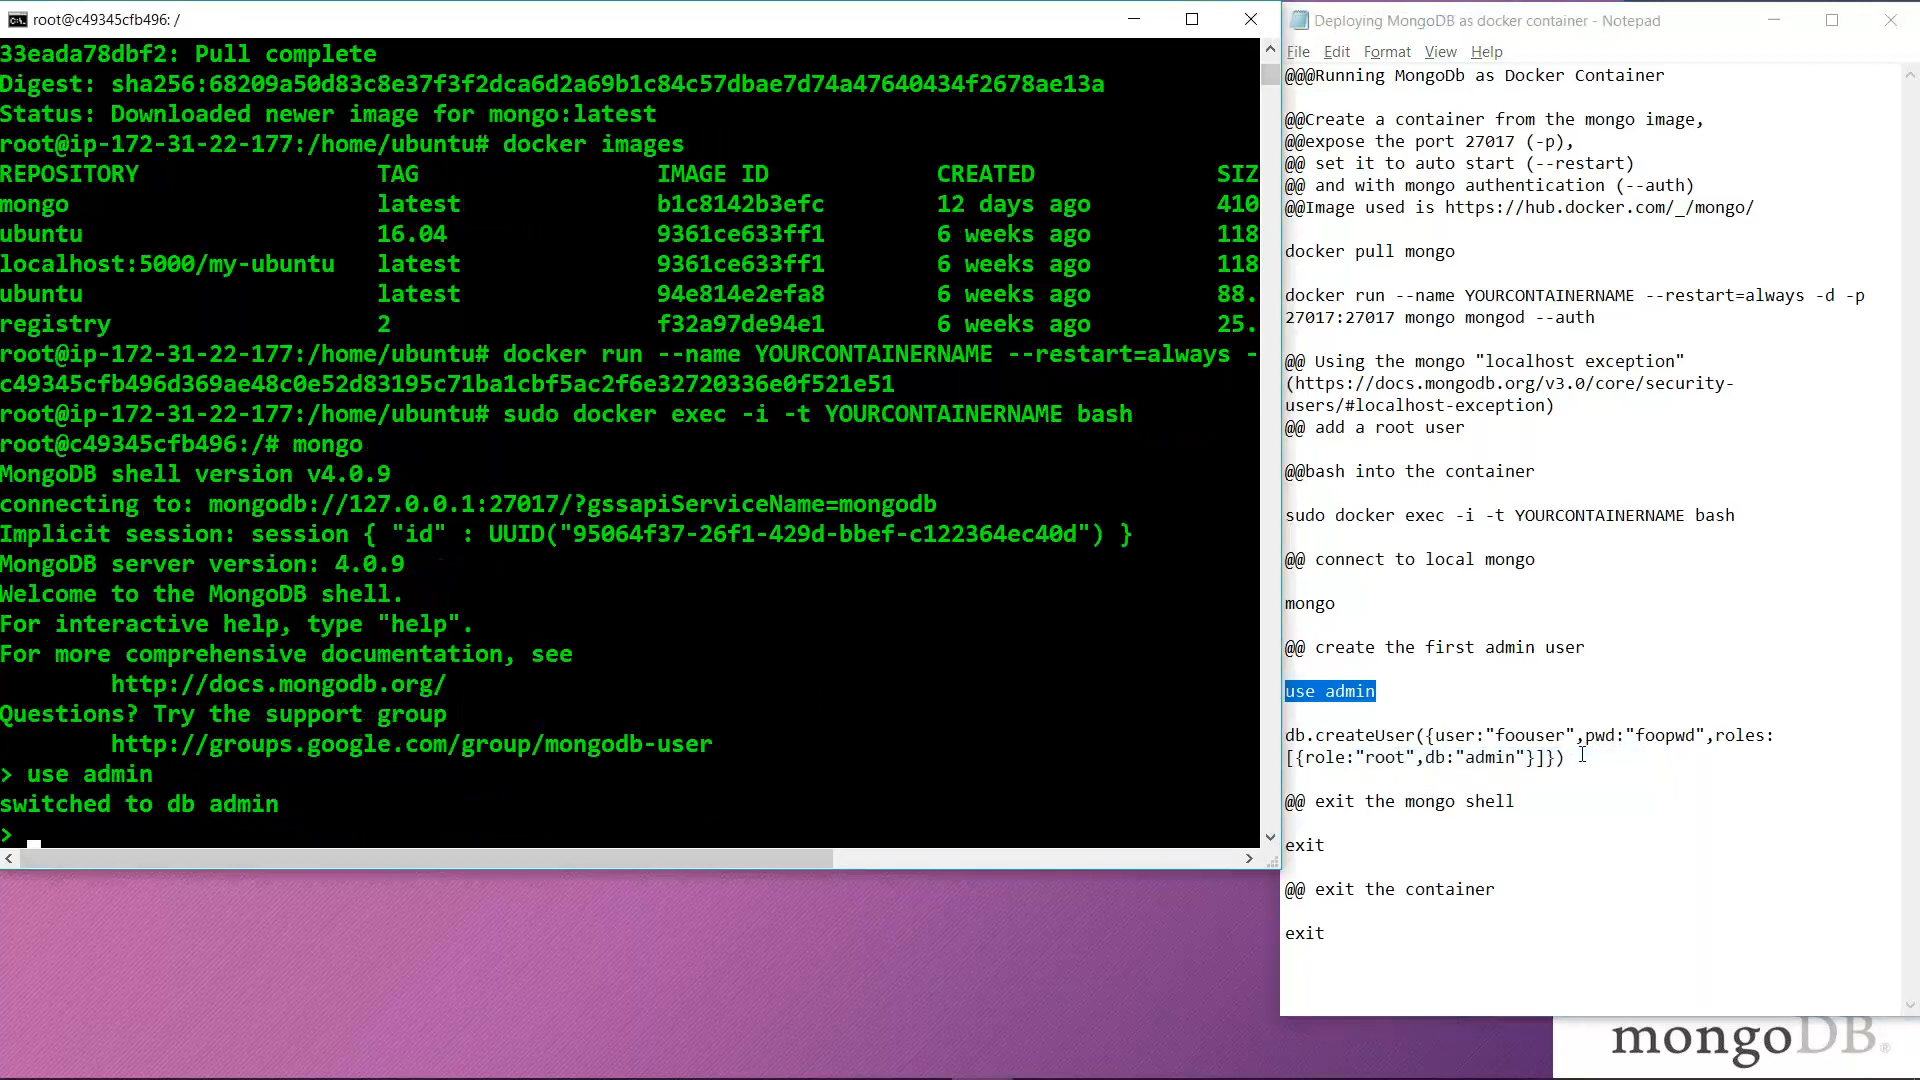 root@c49345cfb496: /
33eada78dbf2: Pull complete
Digest: sha256:68209a50d83c8e37f3f2dca6d2a69b1c84c57dbae7d74a47640434f2678ae13a
Status: Downloaded newer image for mongo:latest
root@ip-172-31-22-177:/home/ubuntu# docker images
REPOSITORY TAG IMAGE ID CREATED SIZ
mongo latest b1c8142b3efc 12 days ago 410
ubuntu 16.04 9361ce633ff1 6 weeks ago 118
localhost:5000/my-ubuntu latest 9361ce633ff1 6 weeks ago 118
ubuntu latest 94e814e2efa8 6 weeks ago 88.
registry 2 f32a97de94e1 6 weeks ago 25.
root@ip-172-31-22-177:/home/ubuntu# docker run --name YOURCONTAINERNAME --restart=always -
c49345cfb496d369ae48c0e52d83195c71ba1cbf5ac2f6e32720336e0f521e51
root@ip-172-31-22-177:/home/ubuntu# sudo docker exec -i -t YOURCONTAINERNAME bash
root@c49345cfb496:/# mongo
MongoDB shell version v4.0.9
connecting to: mongodb://127.0.0.1:27017/?gssapiServiceName=mongodb
Implicit session: session { "id" : UUID("95064f37-26f1-429d-bbef-c122364ec40d") }
MongoDB server version: 4.0.9
Welcome to the MongoDB shell.
For interactive help, type "help".
For more comprehensive documentation, see
http://docs.mongodb.org/
Questions? Try the support group
http://groups.google.com/group/mongodb-user
> use admin
switched to db admin
>
Deploying MongoDB as docker container - Notepad
File Edit Format View Help
@@@Running MongoDb as Docker Container
@@Create a container from the mongo image,
@@expose the port 27017 (-p),
@@ set it to auto start (--restart)
@@ and with mongo authentication (--auth)
@@Image used is https://hub.docker.com/_/mongo/
docker pull mongo
docker run --name YOURCONTAINERNAME --restart=always -d -p
27017:27017 mongo mongod --auth
@@ Using the mongo "localhost exception"
(https://docs.mongodb.org/v3.0/core/security-
users/#localhost-exception)
@@ add a root user
@@bash into the container
sudo docker exec -i -t YOURCONTAINERNAME bash
@@ connect to local mongo
mongo
@@ create the first admin user
use admin
db.createUser({user:"foouser",pwd:"foopwd",roles:
[{role:"root",db:"admin"}]})
@@ exit the mongo shell
exit
@@ exit the container
exit
mongoDB®